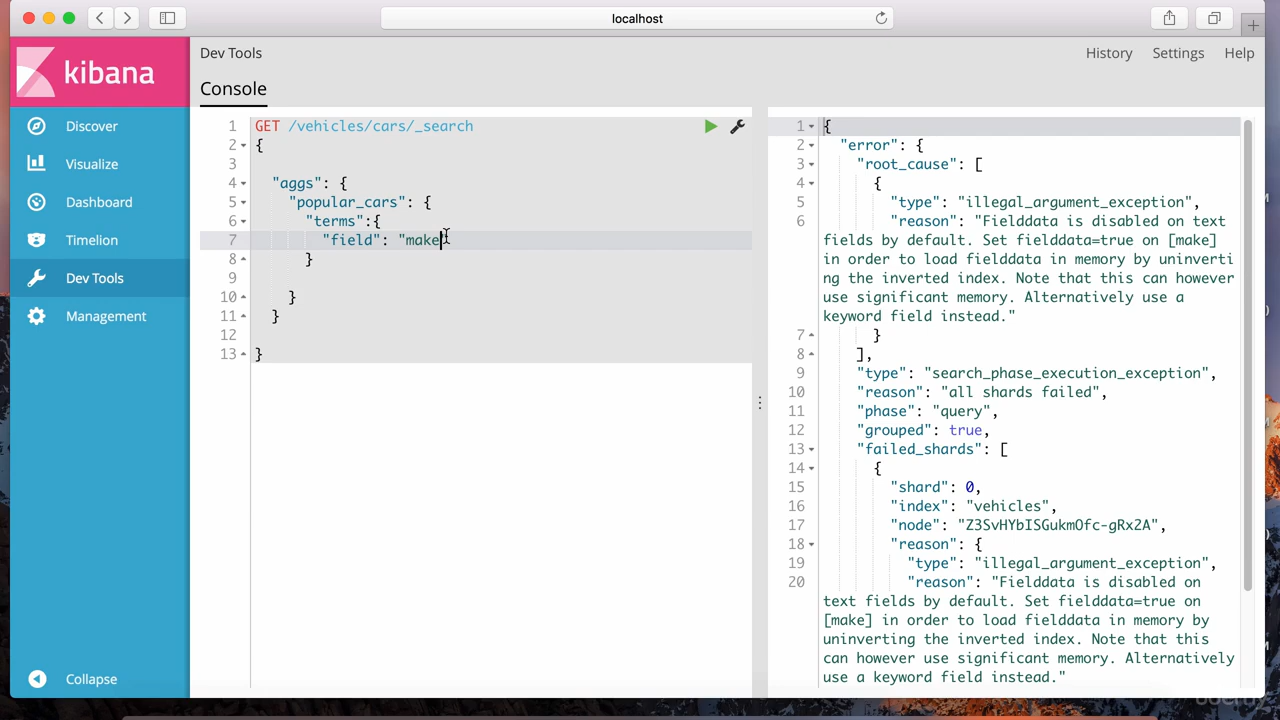 localhost
kibana
Discover
Visualize
Dashboard
Timelion
Dev Tools
Management
Collapse
Dev Tools
History
Settings
Help
Console
1 GET /vehicles/cars/_search
2 {
3
4 "aggs": {
5 "popular_cars": {
6 "terms":{
7 "field": "make"
8 }
9
10 }
11 }
12
13 }
1 {
2 "error": {
3 "root_cause": [
4 {
5 "type": "illegal_argument_exception",
6 "reason": "Fielddata is disabled on text
fields by default. Set fielddata=true on [make]
in order to load fielddata in memory by uninverti
ng the inverted index. Note that this can however
use significant memory. Alternatively use a
keyword field instead."
7 }
8 ],
9 "type": "search_phase_execution_exception",
10 "reason": "all shards failed",
11 "phase": "query",
12 "grouped": true,
13 "failed_shards": [
14 {
15 "shard": 0,
16 "index": "vehicles",
17 "node": "Z3SvHYbISGukmOfc-gRx2A",
18 "reason": {
19 "type": "illegal_argument_exception",
20 "reason": "Fielddata is disabled on
text fields by default. Set fielddata=true on
[make] in order to load fielddata in memory by
uninverting the inverted index. Note that this
can however use significant memory. Alternatively
use a keyword field instead."